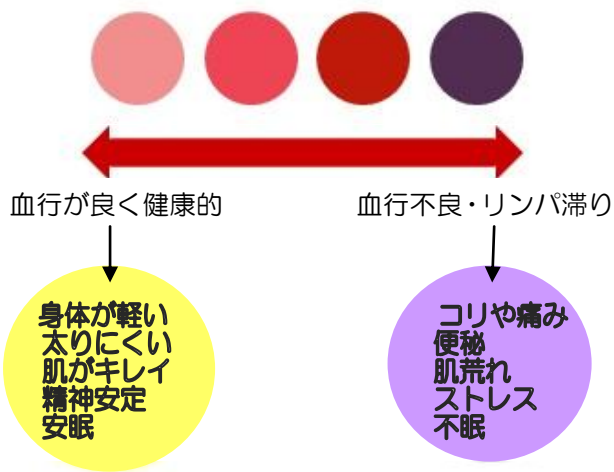 血行が良く健康的
血行不良・リンパ滞り
身体が軽い
太りにくい
肌がキレイ
精神安定
安眠
コリや痛み
便秘
肌荒れ
ストレス
不眠